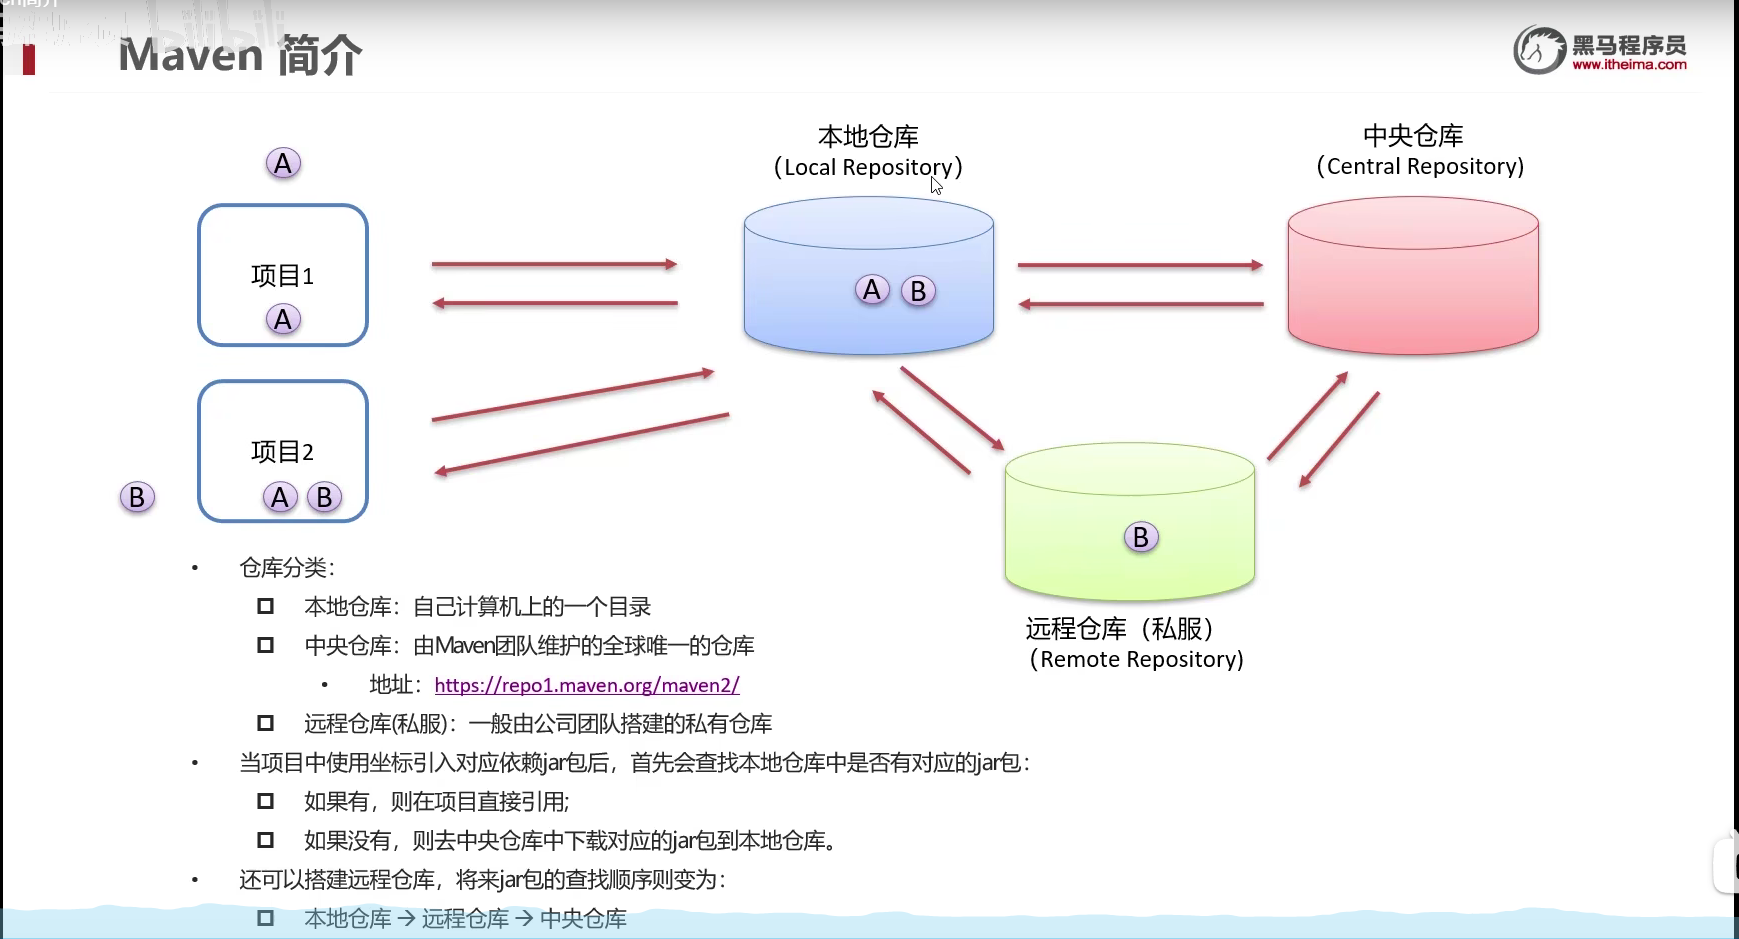 Maven 简介
黑马程序员
www.itheima.com
本地仓库
（Local Repository）
中央仓库
（Central Repository)
A
项目1
A
A B
项目2
B
A B
B
远程仓库（私服）
（Remote Repository)
• 仓库分类：
本地仓库：自己计算机上的一个目录
中央仓库：由Maven团队维护的全球唯一的仓库
• 地址：https://repo1.maven.org/maven2/
远程仓库(私服)：一般由公司团队搭建的私有仓库
• 当项目中使用坐标引入对应依赖jar包后，首先会查找本地仓库中是否有对应的jar包：
如果有，则在项目直接引用;
如果没有，则去中央仓库中下载对应的jar包到本地仓库。
• 还可以搭建远程仓库，将来jar包的查找顺序则变为：
本地仓库 → 远程仓库 → 中央仓库